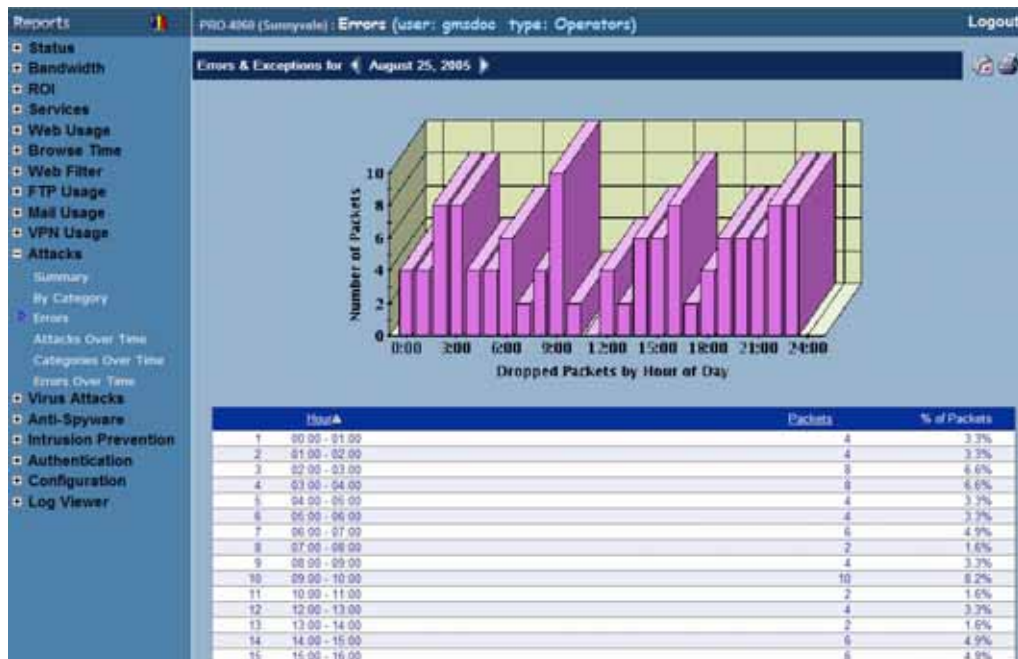 Reports
PRO-4060 (Sunnyvale) : Errors (user: gmsdoc type: Operators)
Logout
Status
Bandwidth
ROI
Services
Web Usage
Browse Time
Web Filter
FTP Usage
Mail Usage
VPN Usage
Attacks
Summary
By Category
Errors
Attacks Over Time
Categories Over Time
Errors Over Time
Virus Attacks
Anti-Spyware
Intrusion Prevention
Authentication
Configuration
Log Viewer
Errors & Exceptions for August 25, 2005
Number of Packets
10
8
6
4
2
0
0:00 3:00 6:00 9:00 12:00 15:00 18:00 21:00 24:00
Dropped Packets by Hour of Day
Hour Packets % of Packets
1 00:00 - 01:00 4 3.3%
2 01:00 - 02:00 4 3.3%
3 02:00 - 03:00 8 6.6%
4 03:00 - 04:00 8 6.6%
5 04:00 - 05:00 4 3.3%
6 05:00 - 06:00 4 3.3%
7 06:00 - 07:00 6 4.9%
8 07:00 - 08:00 2 1.6%
9 08:00 - 09:00 4 3.3%
10 09:00 - 10:00 10 8.2%
11 10:00 - 11:00 2 1.6%
12 12:00 - 13:00 4 3.3%
13 13:00 - 14:00 2 1.6%
14 14:00 - 15:00 6 4.9%
15 15:00 - 16:00 6 4.9%